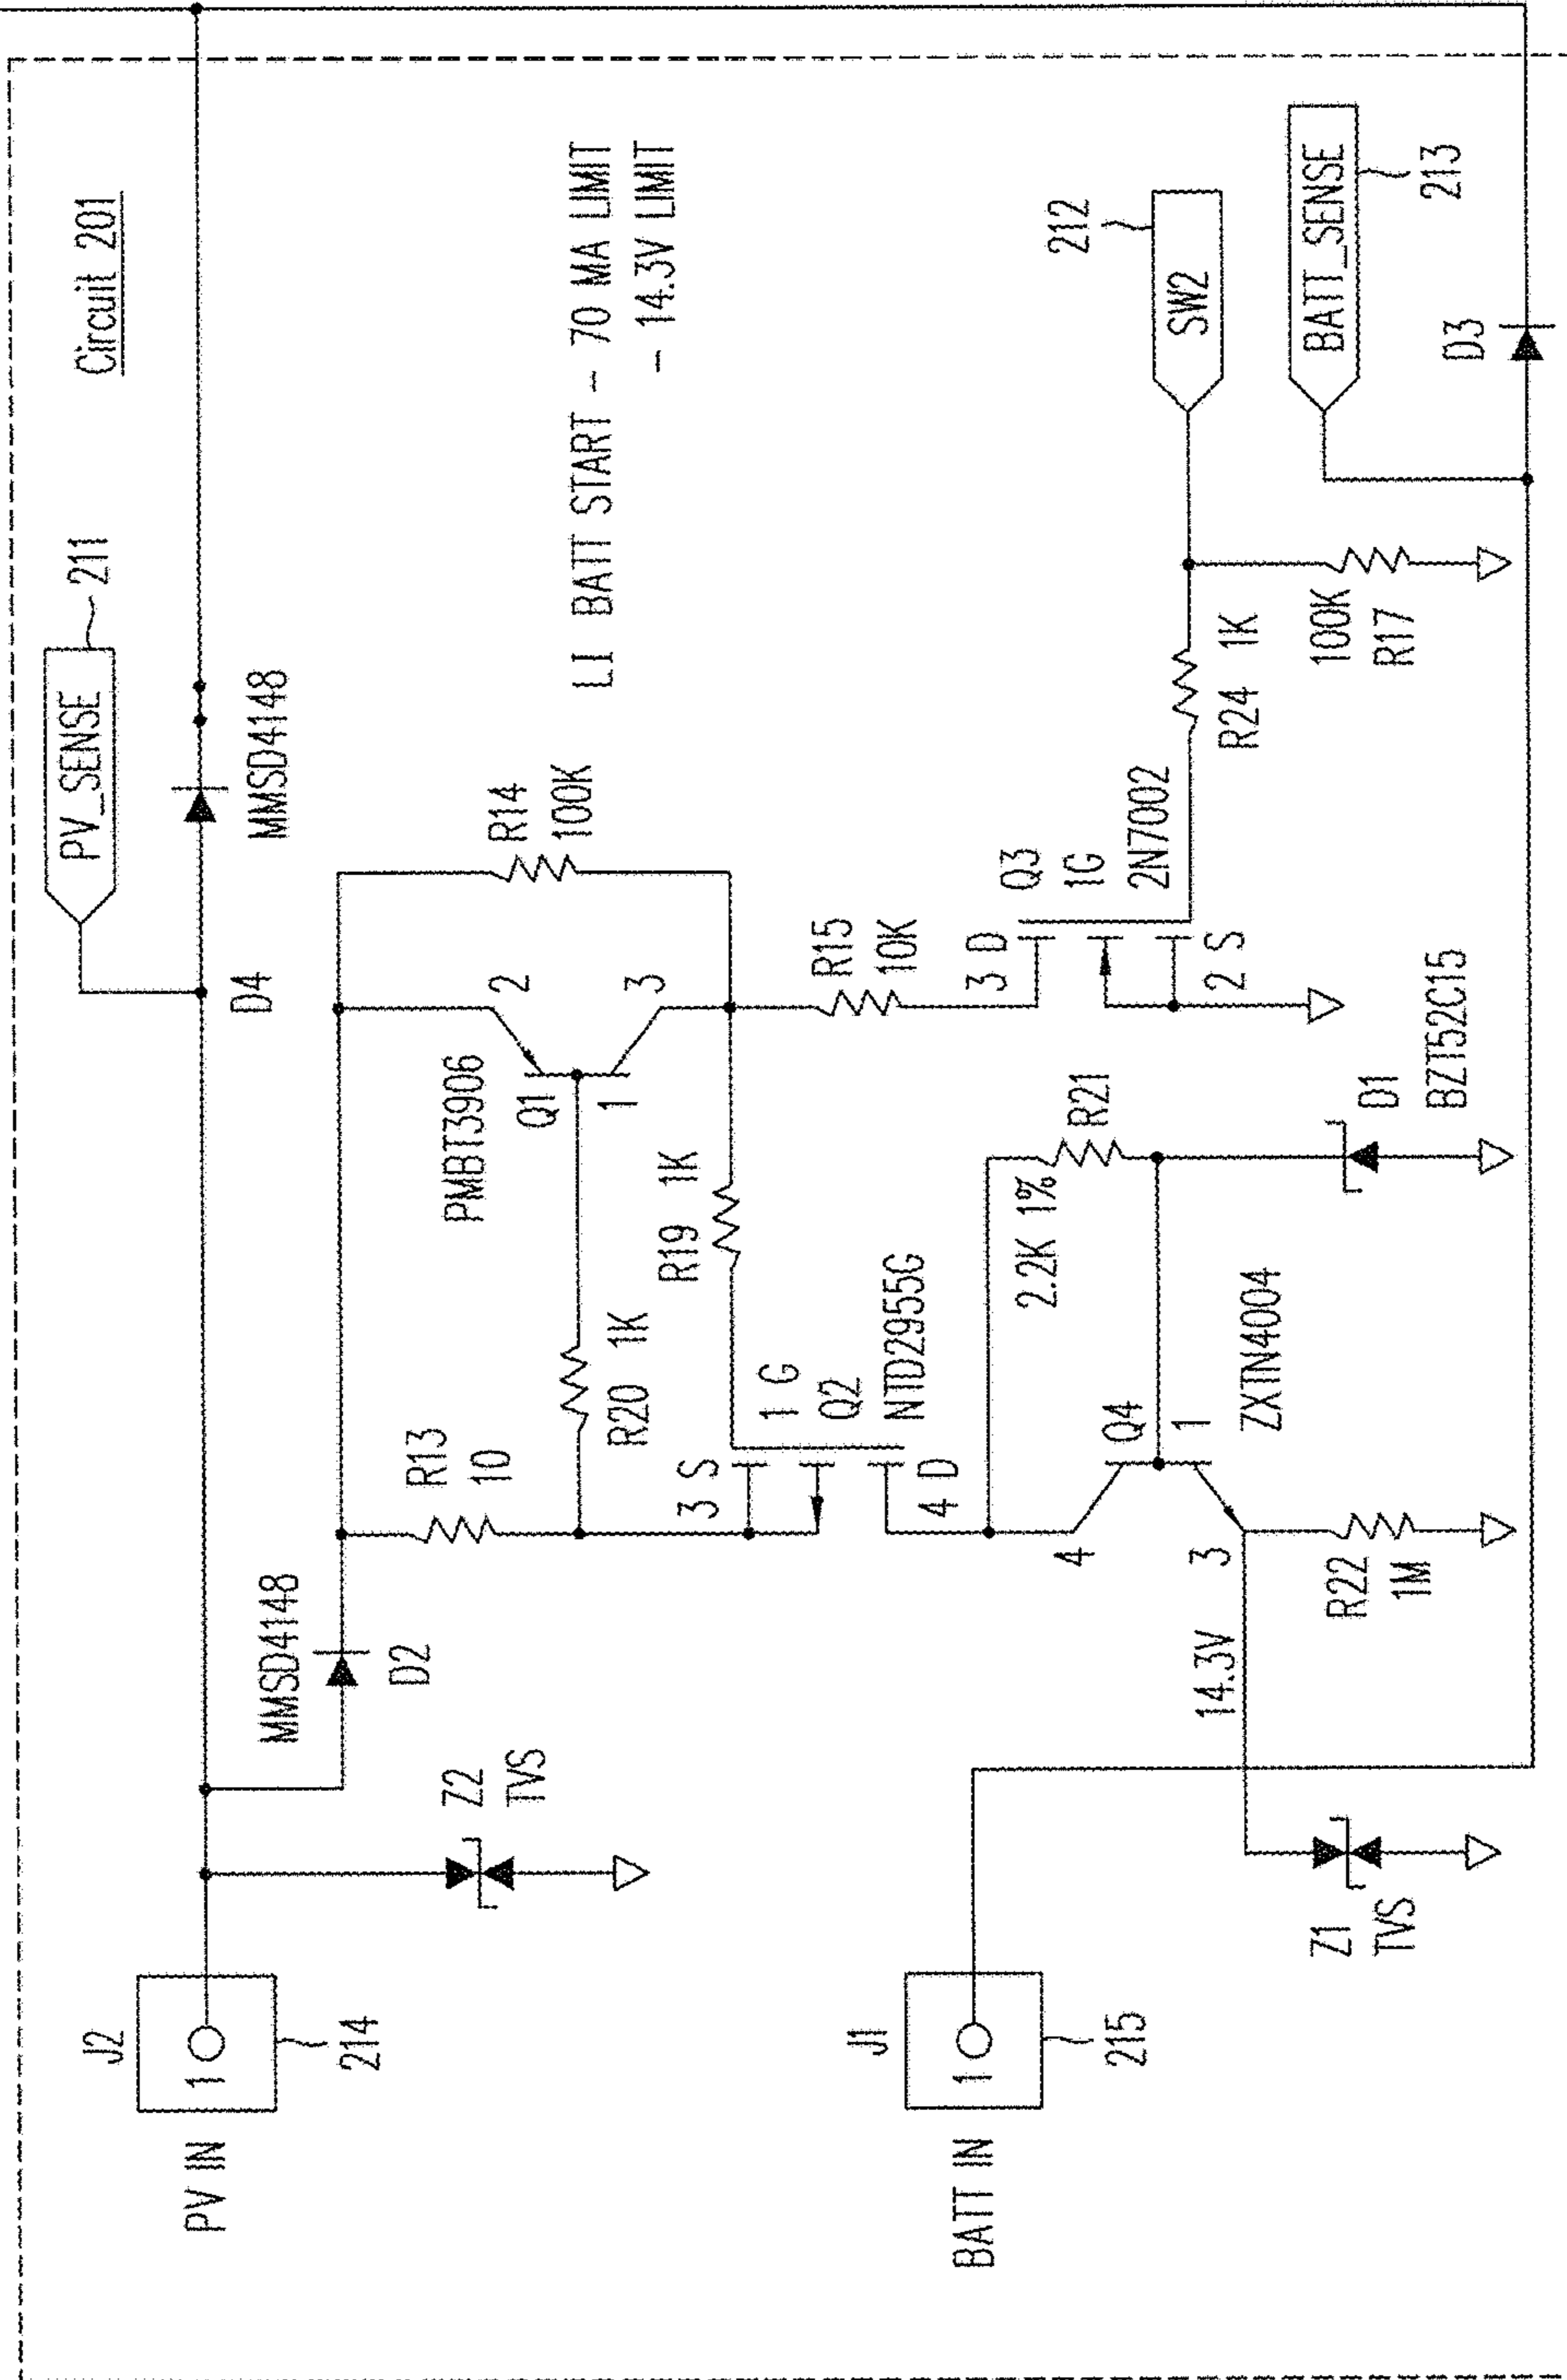 Circuit 201
PV_SENSE
211
D4
MMSD4148
LI BATT START - 70 MA LIMIT
- 14.3V LIMIT
R14
100K
2
3
PMBT3906
Q1
1
R15
10K
3 D
Q3
1G
2N7002
2 S
212
SW2
BATT_SENSE
213
D3
R24 1K
100K
R17
R19 1K
R20 1K
R13
10
3 S
1 G
Q2
NTD2955G
4 D
2.2K 1%
R21
D1
BZT52C15
Q4
1
ZXTN4004
4
3
R22
1M
14.3V
MMSD4148
D2
Z2
TVS
Z1
TVS
J2
1
214
PV IN
J1
1
215
BATT IN